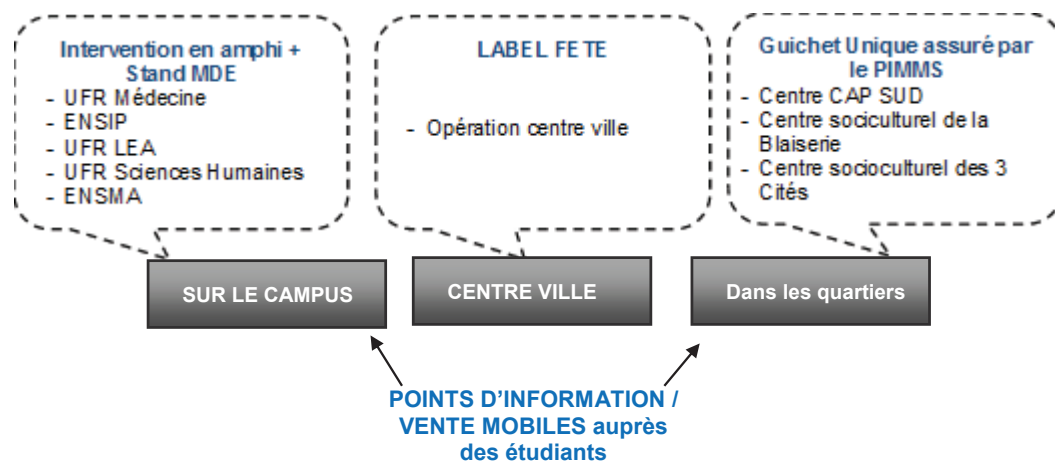 Intervention en amphi +
Stand MDE
- UFR Médecine
- ENSIP
- UFR LEA
- UFR Sciences Humaines
- ENSMA
LABEL FETE
- Opération centre ville
Guichet Unique assuré par
le PIMMS
- Centre CAP SUD
- Centre sociculturel de la
Blaiserie
- Centre socioculturel des 3
Cités
SUR LE CAMPUS
CENTRE VILLE
Dans les quartiers
POINTS D'INFORMATION /
VENTE MOBILES auprès
des étudiants